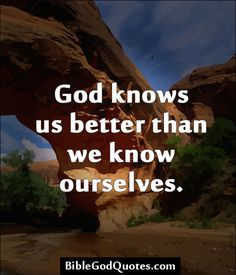 God knows
us better than
we know
ourselves.
BibleGodQuotes.com